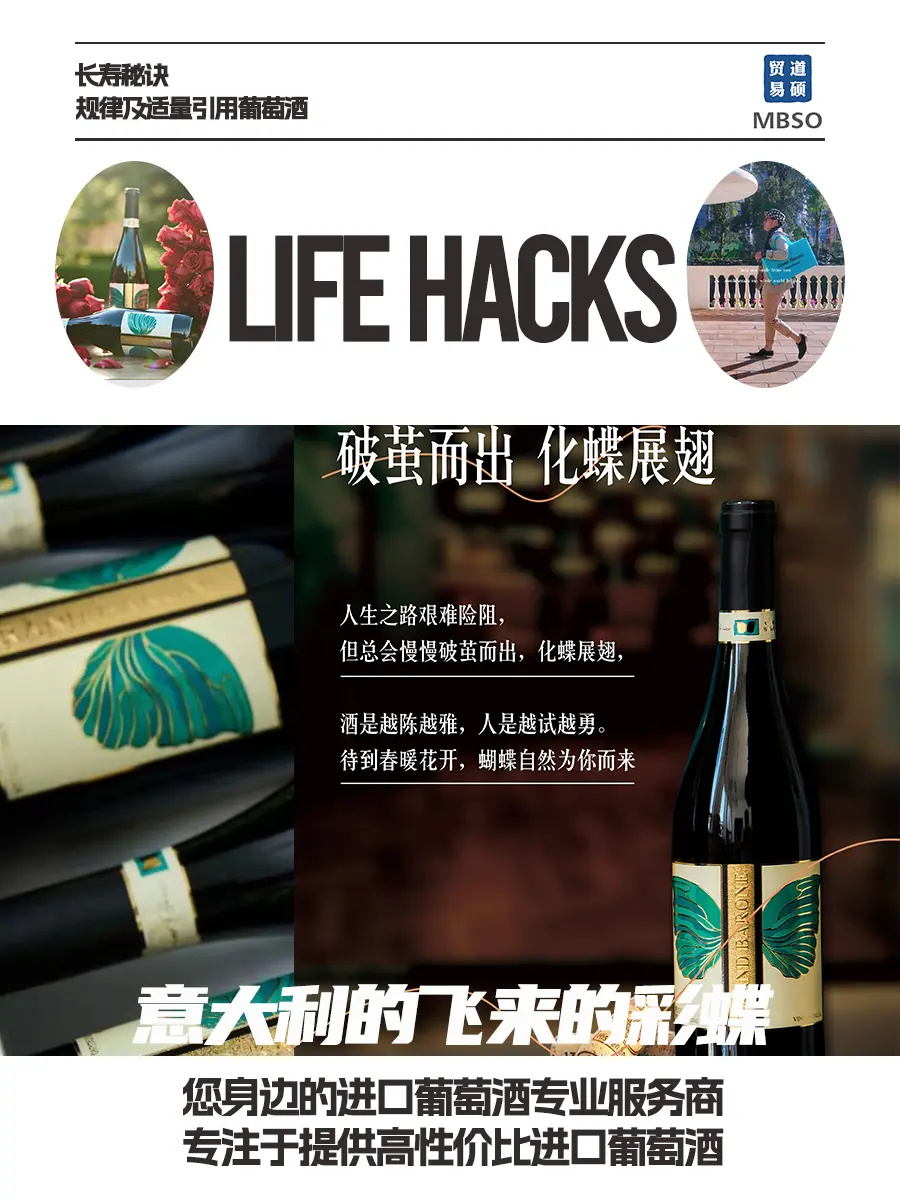 长寿秘诀
规律及适量引用葡萄酒
贸道
易硕
MBSO
LIFE HACKS
破茧而出 化蝶展翅
人生之路艰难险阻，
但总会慢慢破茧而出，化蝶展翅，
酒是越陈越雅，人是越试越勇。
待到春暖花开，蝴蝶自然为你而来
ND BARONE
意大利的飞来的彩蝶
您身边的进口葡萄酒专业服务商
专注于提供高性价比进口葡萄酒